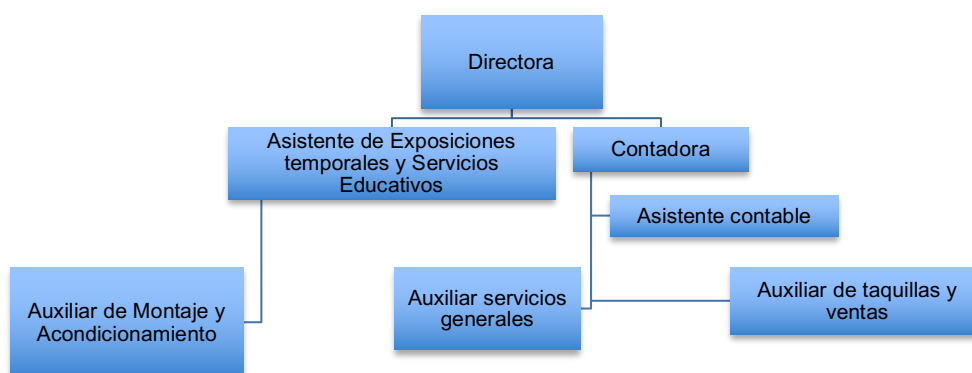 Directora
Asistente de Exposiciones
temporales y Servicios
Educativos
Contadora
Asistente contable
Auxiliar de Montaje y
Acondicionamiento
Auxiliar servicios
generales
Auxiliar de taquillas y
ventas